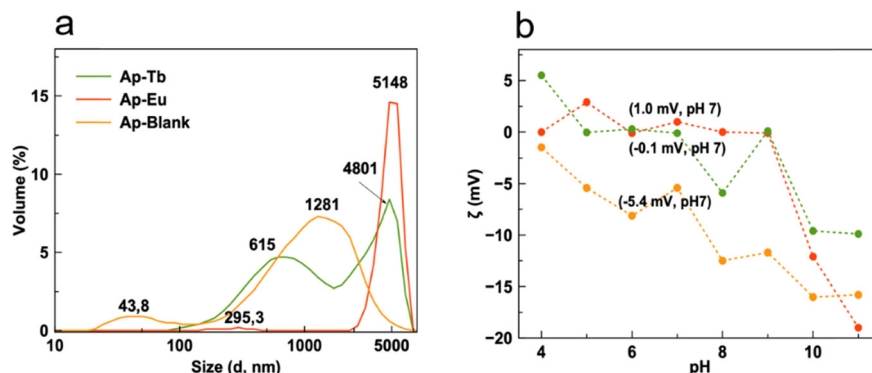 a
Ap-Tb
Ap-Eu
Ap-Blank
5148
4801
1281
615
43,8
295,3
15
10
5
0
Volume (%)
10
100
1000
5000
Size (d, nm)
b
(1.0 mV, pH 7)
(-0.1 mV, pH 7)
(-5.4 mV, pH7)
5
0
−5
−10
−15
−20
ζ (mV)
4
6
8
10
pH